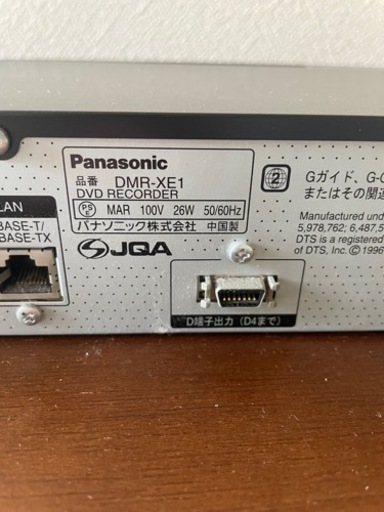 Panasonic
品番 DMR-XE1
DVD RECORDER
PS E MAR 100V 26W 50/60Hz
パナソニック株式会社 中国製
JQA
LAN
BASE-T/
BASE-TX
D端子出力 (D4まで)
2
Gガイド、G-
またはその関連
Manufactured und
5,978,762; 6,487,5
DTS is a registered
of DTS, Inc. © 1996